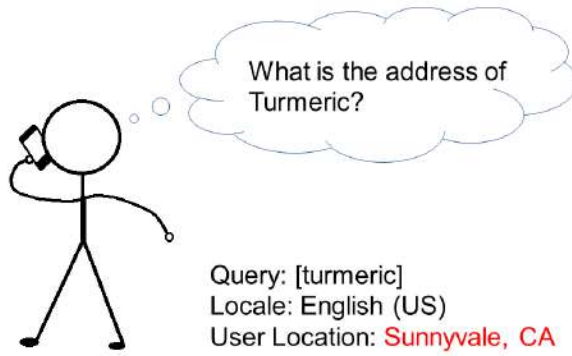 What is the address of
Turmeric?
Query: [turmeric]
Locale: English (US)
User Location: Sunnyvale, CA